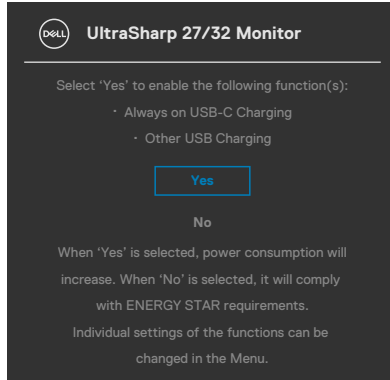 DELL UltraSharp 27/32 Monitor
Select ‘Yes’ to enable the following function(s):
· Always on USB-C Charging
· Other USB Charging
Yes
No
When ‘Yes’ is selected, power consumption will
increase. When ‘No’ is selected, it will comply
with ENERGY STAR requirements.
Individual settings of the functions can be
changed in the Menu.